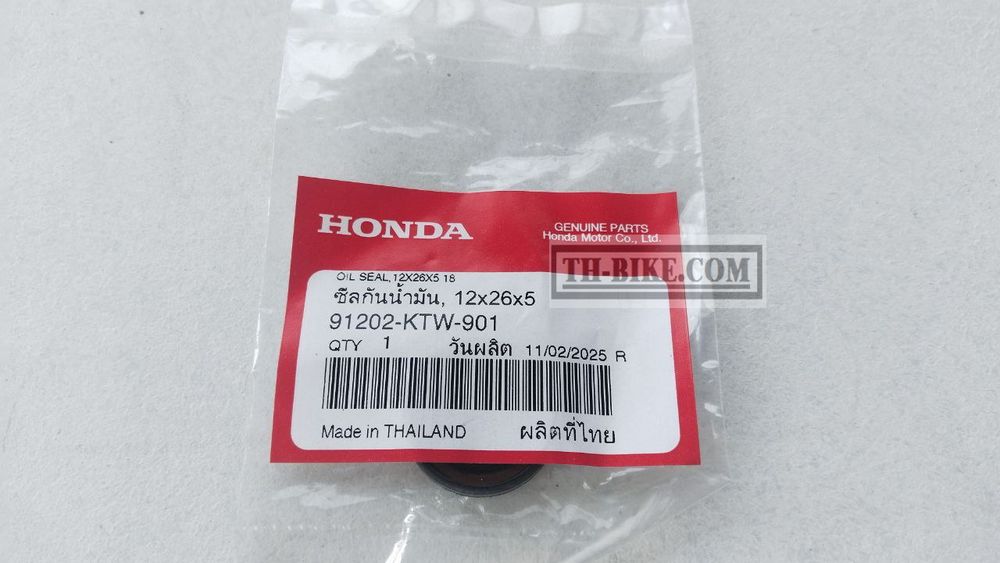 HONDA
GENUINE PARTS
Honda Motor Co., Ltd.
TH-BIKE.COM
OIL SEAL,12X26X5 18
ซีลกันน้ำมัน, 12x26x5
91202-KTW-901
QTY 1 วันผลิต 11/02/2025 R
Made in THAILAND ผลิตที่ไทย